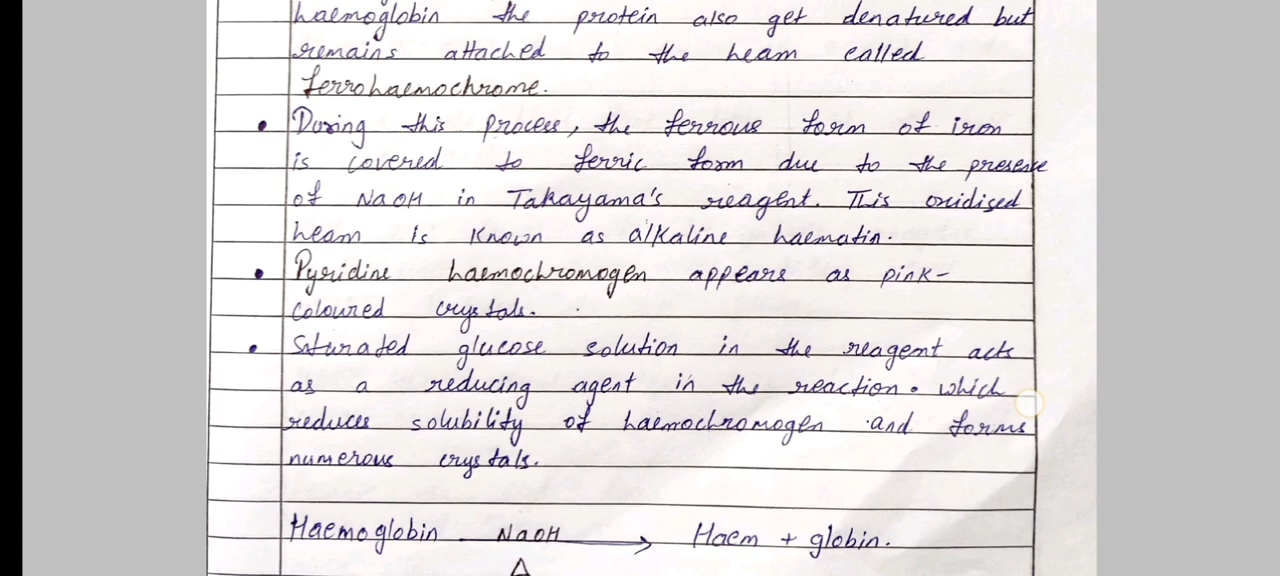 haemoglobin the protein also get denatured but
remains attached to the heam called
ferrohaemochrome.
• During this process, the ferrous form of iron
is covered to ferric form due to the presence
of NaOH in Takayama's reagent. This oxidised
heam is known as alkaline haematin.
• Pyridine haemochromogen appears as pink-
coloured crystals.
• Saturated glucose solution in the reagent acts
as a reducing agent in the reaction. which
reduces solubility of haemochromogen and forms
numerous crystals.
Haemoglobin NaOH → Haem + globin.
Δ